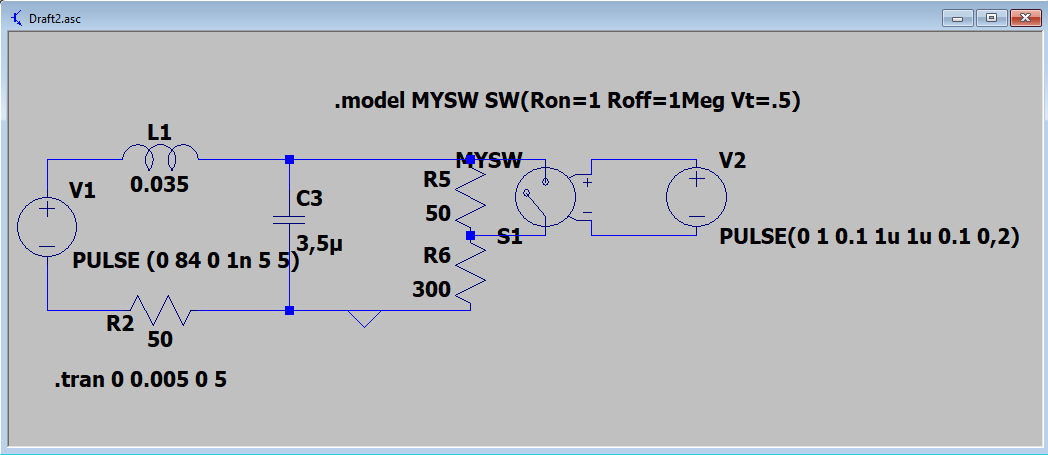 Draft2.asc
.model MYSW SW(Ron=1 Roff=1Meg Vt=.5)
L1
0.035
V1
PULSE (0 84 0 1n 5 5)
C3
3,5µ
R2
50
MYSW
R5
50
S1
R6
300
V2
PULSE(0 1 0.1 1u 1u 0.1 0,2)
.tran 0 0.005 0 5